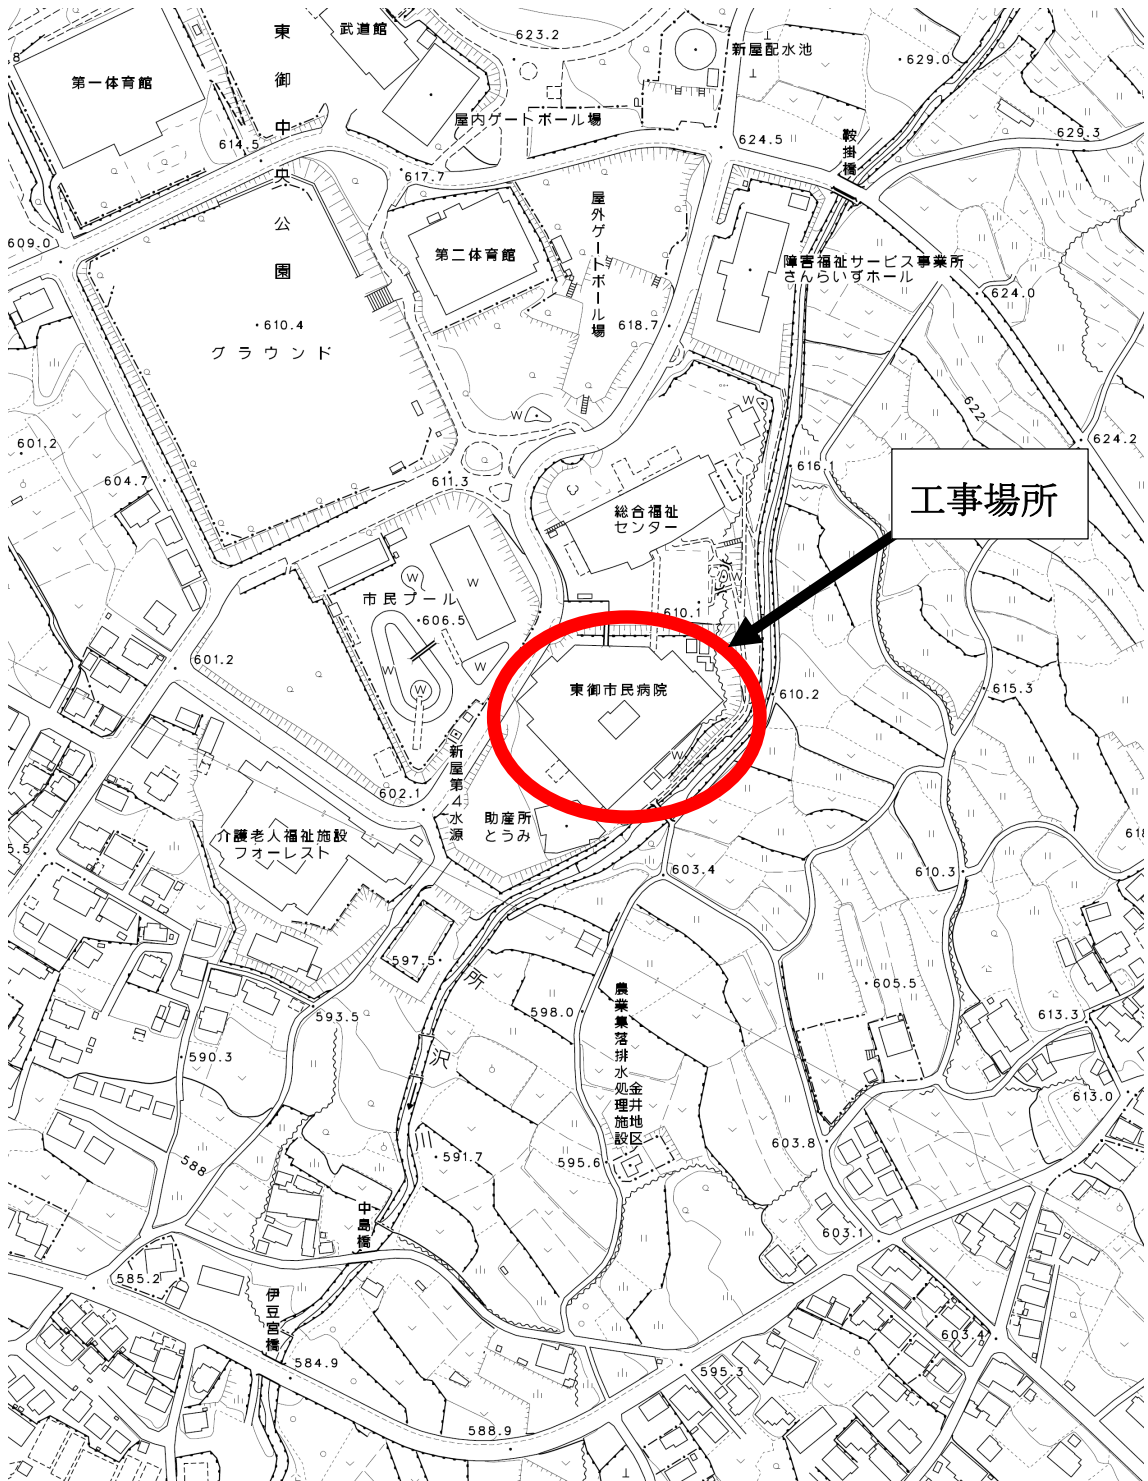 東御中央公園
武道館
623.2
新屋配水池
629.0
第一体育館
屋内ゲートボール場
614.5
624.5
鞍掛橋
629.3
617.7
609.0
屋外ゲートボール場
第二体育館
障害福祉サービス事業所
さんらいずホール
624.0
610.4
グラウンド
618.7
622
W
W
601.2
624.2
604.7
611.3
616.1
工事場所
総合福祉
センター
W
W
W
市民プール
606.5
610.1
601.2
W
W
W
東御市民病院
610.2
615.3
W
新屋第4水源
602.1
助産所
とうみ
介護老人福祉施設
フォーレスト
603.4
610.3
597.5
所沢川
605.5
農業集落排水処理施設
金井地区
598.0
593.5
613.3
590.3
613.0
603.8
588
591.7
595.6
中島橋
603.1
585.2
伊豆宮橋
603.4
584.9
595.3
588.9